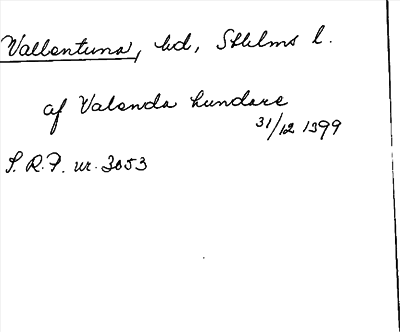 Vallentuna, hd, Sthlms l.
af Valenda hundare
31/12 1399
S.R.P. nr. 3053